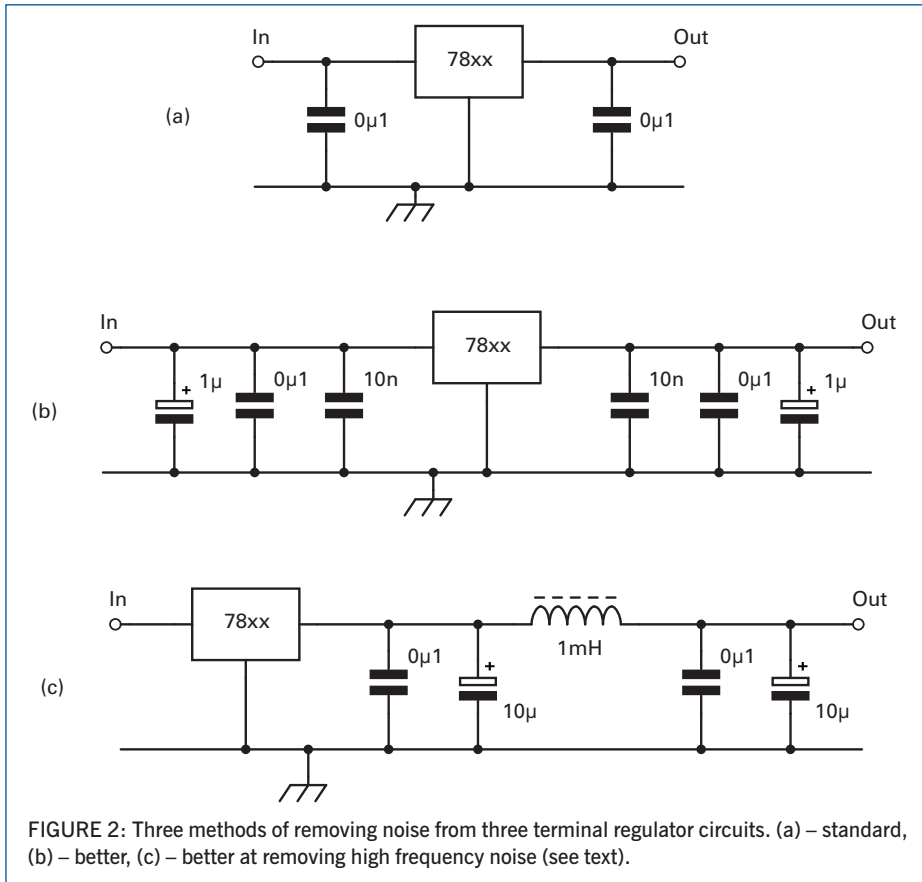 In
78xx
Out
(a)
0µ1
0µ1
In
78xx
Out
(b)
1µ
+
0µ1
10n
10n
0µ1
+
1µ
In
78xx
1mH
Out
(c)
0µ1
+
10µ
0µ1
+
10µ
FIGURE 2: Three methods of removing noise from three terminal regulator circuits. (a) – standard,
(b) – better, (c) – better at removing high frequency noise (see text).